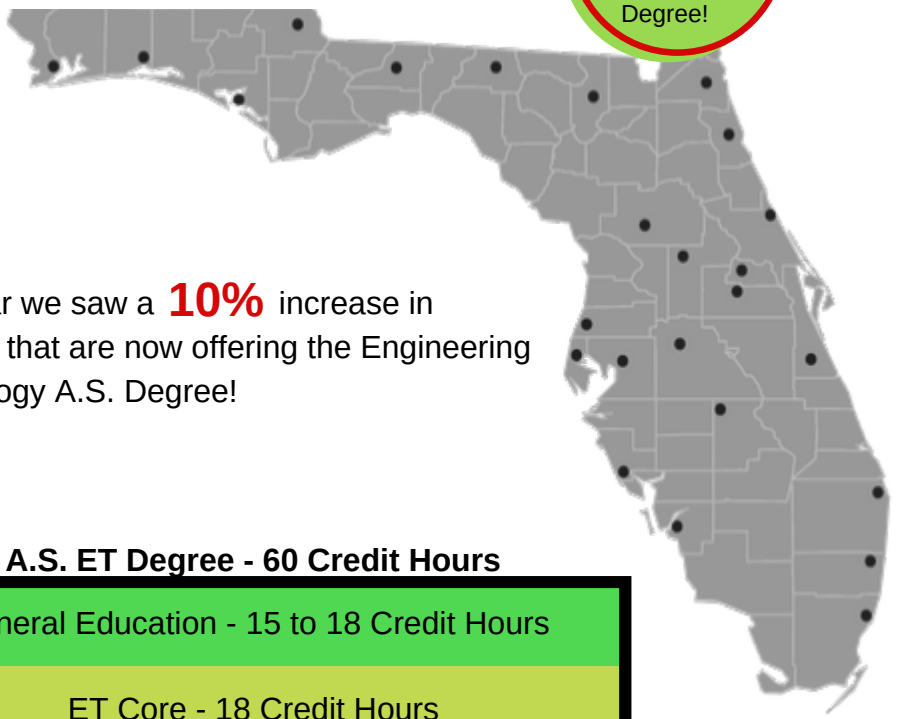 Degree!
r we saw a 10% increase in
that are now offering the Engineering
ogy A.S. Degree!
A.S. ET Degree - 60 Credit Hours
neral Education - 15 to 18 Credit Hours
ET Core - 18 Credit Hours